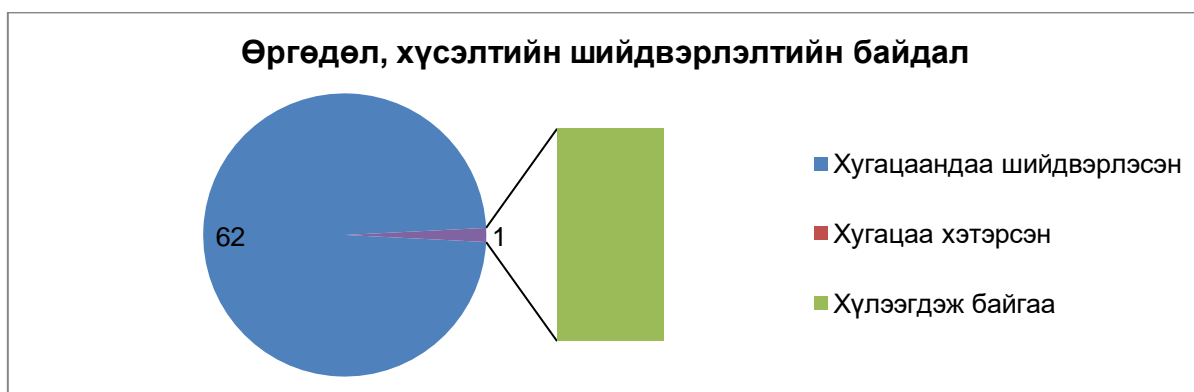 Өргөдөл, хүсэлтийн шийдвэрлэлтийн байдал
62
1
Хугацаандаа шийдвэрлэсэн
Хугацаа хэтэрсэн
Хүлээгдэж байгаа